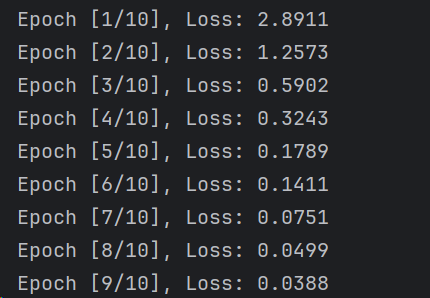 Epoch [1/10], Loss: 2.8911
Epoch [2/10], Loss: 1.2573
Epoch [3/10], Loss: 0.5902
Epoch [4/10], Loss: 0.3243
Epoch [5/10], Loss: 0.1789
Epoch [6/10], Loss: 0.1411
Epoch [7/10], Loss: 0.0751
Epoch [8/10], Loss: 0.0499
Epoch [9/10], Loss: 0.0388